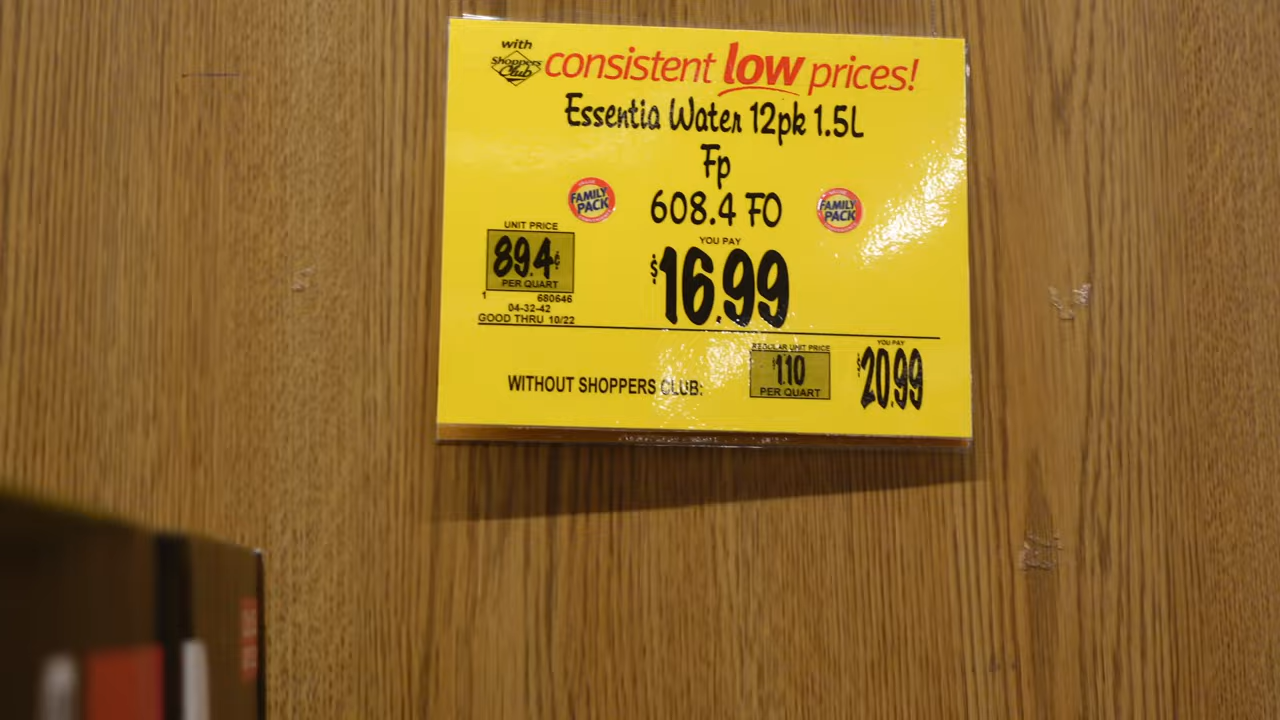 with
Shoppers
Club
consistent low prices!
Essentia Water 12pk 1.5L
Fp
FAMILY
PACK
608.4 FO
FAMILY
PACK
UNIT PRICE
89.4¢
PER QUART
1 680646
04-32-42
GOOD THRU 10/22
YOU PAY
$16.99
WITHOUT SHOPPERS CLUB:
REGULAR UNIT PRICE
$1.10
PER QUART
YOU PAY
$20.99